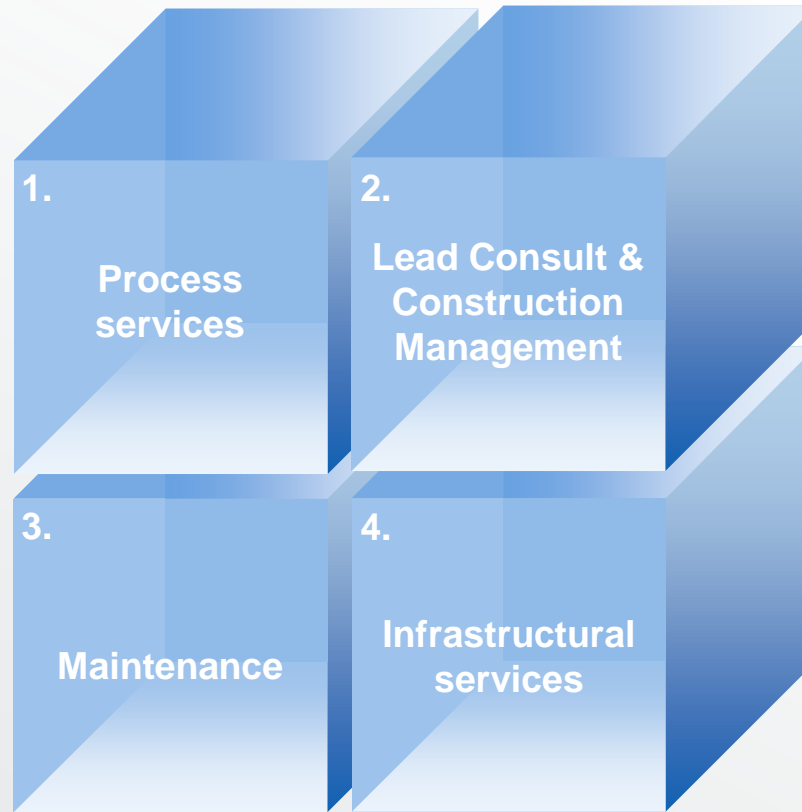 1.
Process
services
2.
Lead Consult &
Construction
Management
3.
Maintenance
4.
Infrastructural
services